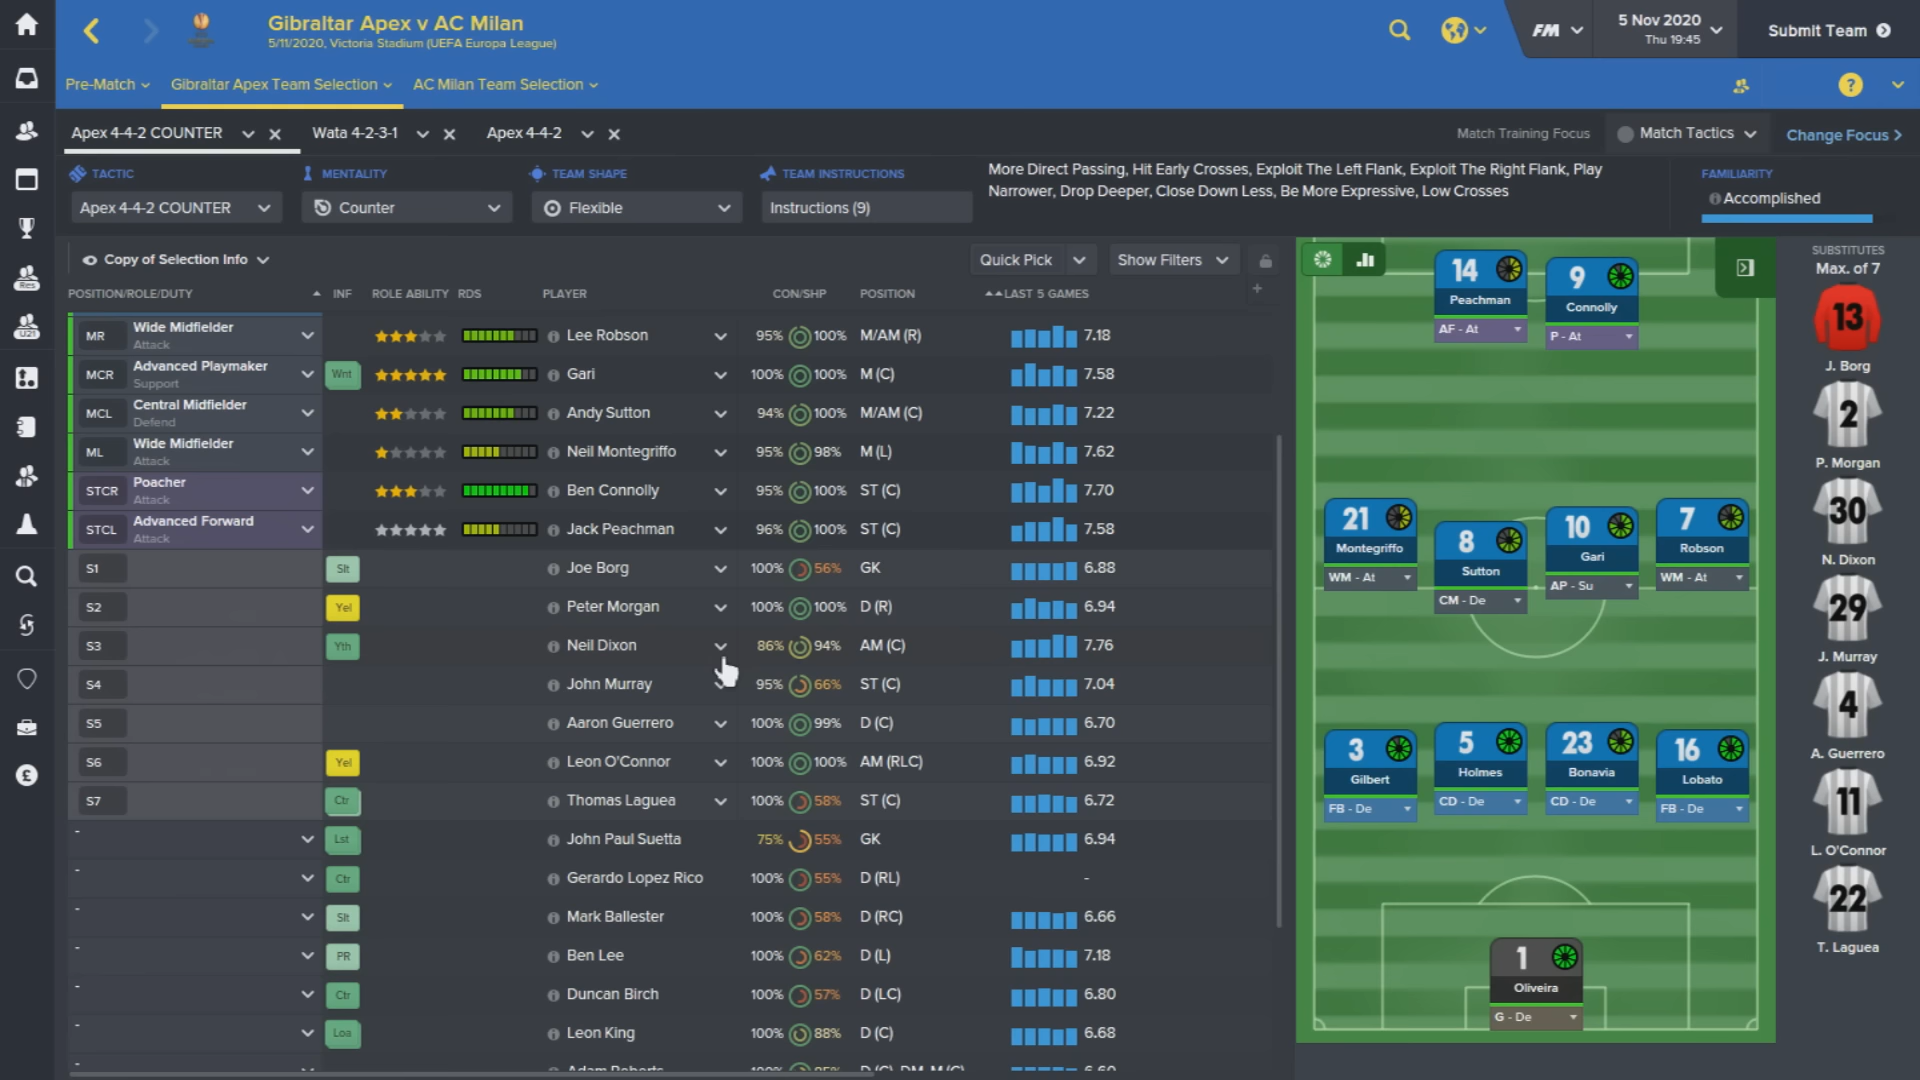 Gibraltar Apex v AC Milan
5/11/2020, Victoria Stadium (UEFA Europa League)
FM
5 Nov 2020
Thu 19:45
Submit Team
Pre-Match
Gibraltar Apex Team Selection
AC Milan Team Selection
?
Apex 4-4-2 COUNTER
Wata 4-2-3-1
Apex 4-4-2
Match Training Focus
Match Tactics
Change Focus >
TACTIC
MENTALITY
TEAM SHAPE
TEAM INSTRUCTIONS
Apex 4-4-2 COUNTER
Counter
Flexible
Instructions (9)
More Direct Passing, Hit Early Crosses, Exploit The Left Flank, Exploit The Right Flank, Play
Narrower, Drop Deeper, Close Down Less, Be More Expressive, Low Crosses
FAMILIARITY
Accomplished
Copy of Selection Info
Quick Pick
Show Filters
POSITION/ROLE/DUTY INF ROLE ABILITY RDS PLAYER CON/SHP POSITION LAST 5 GAMES
MR Wide Midfielder Attack Lee Robson 95% 100% M/AM (R) 7.18
MCR Advanced Playmaker Support Wnt Gari 100% 100% M (C) 7.58
MCL Central Midfielder Defend Andy Sutton 94% 100% M/AM (C) 7.22
ML Wide Midfielder Attack Neil Montegriffo 95% 98% M (L) 7.62
STCR Poacher Attack Ben Connolly 95% 100% ST (C) 7.70
STCL Advanced Forward Attack Jack Peachman 96% 100% ST (C) 7.58
S1 Slt Joe Borg 100% 56% GK 6.88
S2 Yel Peter Morgan 100% 100% D (R) 6.94
S3 Yth Neil Dixon 86% 94% AM (C) 7.76
S4 John Murray 95% 66% ST (C) 7.04
S5 Aaron Guerrero 100% 99% D (C) 6.70
S6 Yel Leon O'Connor 100% 100% AM (RLC) 6.92
S7 Ctr Thomas Laguea 100% 58% ST (C) 6.72
- Lst John Paul Suetta 75% 55% GK 6.94
- Ctr Gerardo Lopez Rico 100% 55% D (RL) -
- Slt Mark Ballester 100% 58% D (RC) 6.66
- PR Ben Lee 100% 62% D (L) 7.18
- Ctr Duncan Birch 100% 57% D (LC) 6.80
- Loa Leon King 100% 88% D (C) 6.68
14
Peachman
AF - At
9
Connolly
P - At
21
Montegriffo
WM - At
8
Sutton
CM - De
10
Gari
AP - Su
7
Robson
WM - At
3
Gilbert
FB - De
5
Holmes
CD - De
23
Bonavia
CD - De
16
Lobato
FB - De
1
Oliveira
G - De
SUBSTITUTES
Max. of 7
13
J. Borg
2
P. Morgan
30
N. Dixon
29
J. Murray
4
A. Guerrero
11
L. O'Connor
22
T. Laguea
Res
U21